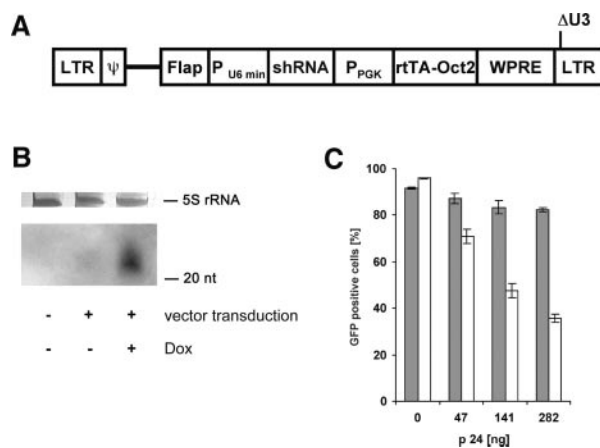 A
ΔU3
LTR ψ Flap P U6 min shRNA P PGK rtTA-Oct2 WPRE LTR
B
5S rRNA
20 nt
- + + vector transduction
- - + Dox
C
GFP positive cells [%]
100
80
60
40
20
0
0 47 141 282
p 24 [ng]